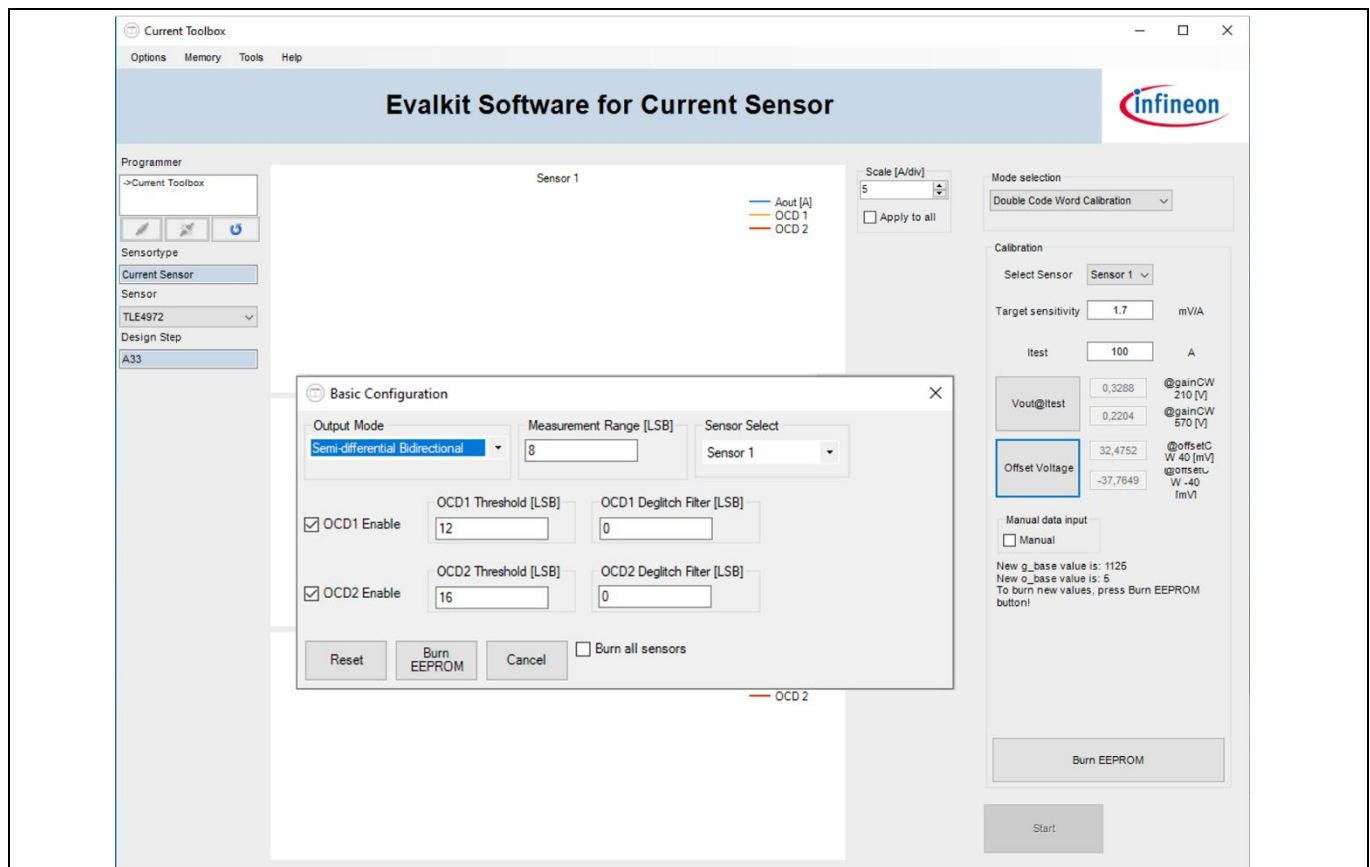 Current Toolbox
Options Memory Tools Help
Evalkit Software for Current Sensor
infineon
Programmer
->Current Toolbox
Sensortype
Current Sensor
Sensor
TLE4972
Design Step
A33
Sensor 1
Aout [A]
OCD 1
OCD 2
Scale [A/div]
5
Apply to all
Mode selection
Double Code Word Calibration
Calibration
Select Sensor Sensor 1
Target sensitivity 1.7 mV/A
Itest 100 A
Vout@Itest
0,3288 @gainCW
210 [V]
0,2204 @gainCW
570 [V]
Offset Voltage
32,4752 @offsetC
W 40 [mV]
-37,7649 @offsetC
W -40
[mV]
Manual data input
Manual
New g_base value is: 1125
New o_base value is: 5
To burn new values, press Burn EEPROM
button!
Burn EEPROM
Start
Basic Configuration
Output Mode Measurement Range [LSB] Sensor Select
Semi-differential Bidirectional 8 Sensor 1
OCD1 Threshold [LSB] OCD1 Deglitch Filter [LSB]
OCD1 Enable 12 0
OCD2 Threshold [LSB] OCD2 Deglitch Filter [LSB]
OCD2 Enable 16 0
Reset
Burn
EEPROM
Cancel
Burn all sensors
OCD 2